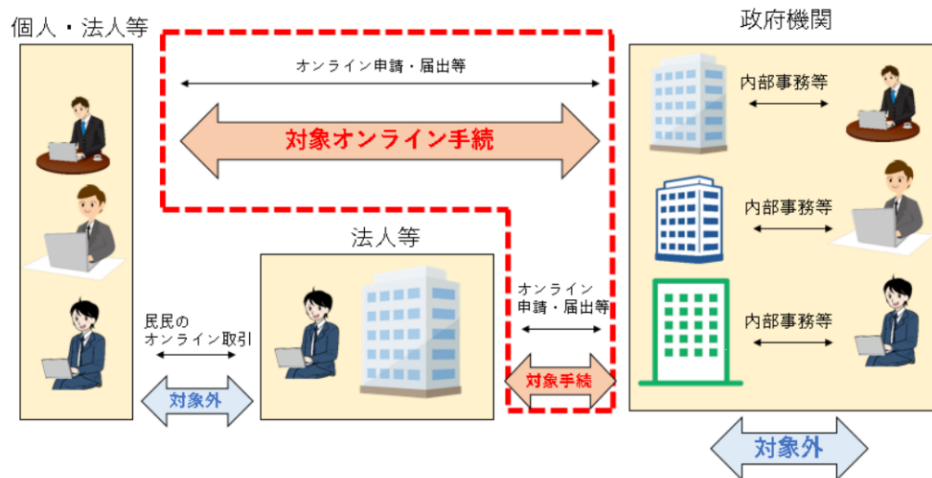 個人・法人等
政府機関
オンライン申請・届出等
対象オンライン手続
内部事務等
内部事務等
法人等
民民の
オンライン取引
対象外
オンライン
申請・届出等
対象手続
内部事務等
対象外